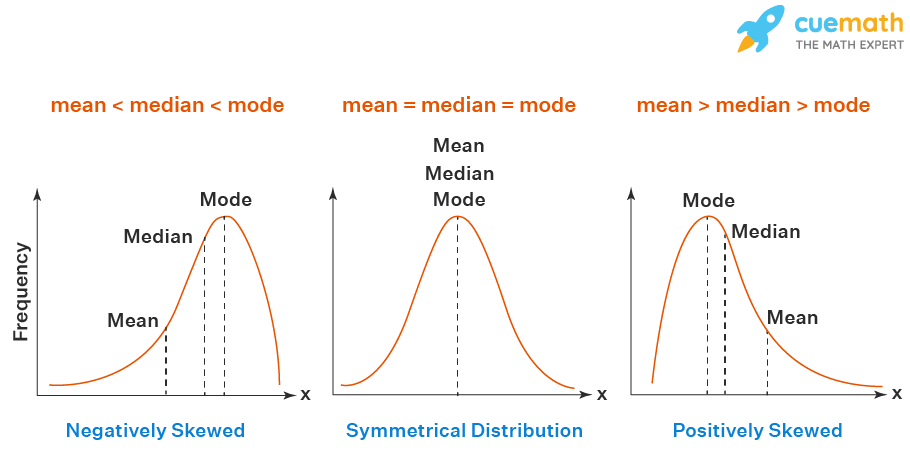 cuemath
THE MATH EXPERT
mean < median < mode
mean = median = mode
mean > median > mode
Frequency
Mode
Median
Mean
x
Negatively Skewed
Mean
Median
Mode
x
Symmetrical Distribution
Mode
Median
Mean
x
Positively Skewed